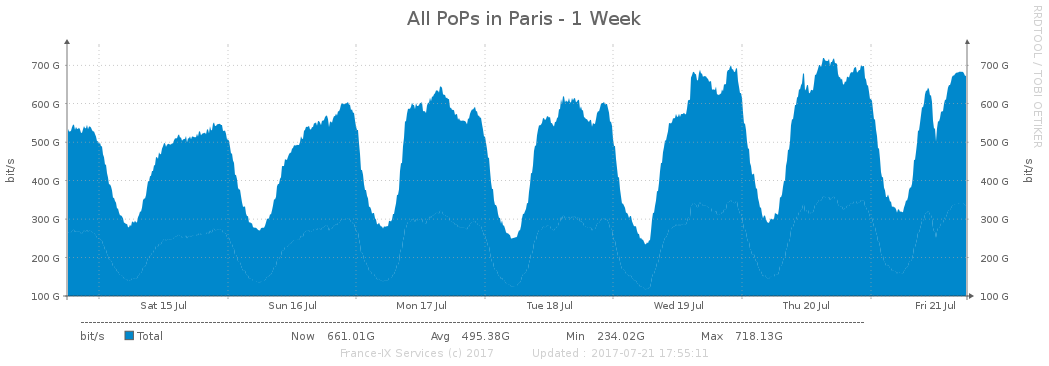 All PoPs in Paris - 1 Week
RRDTOOL / TOBI OETIKER
bit/s
700 G
600 G
500 G
400 G
300 G
200 G
100 G
700 G
600 G
500 G
400 G
300 G
200 G
100 G
bit/s
Sat 15 Jul Sun 16 Jul Mon 17 Jul Tue 18 Jul Wed 19 Jul Thu 20 Jul Fri 21 Jul
bit/s Total Now 661.01G Avg 495.38G Min 234.02G Max 718.13G
France-IX Services (c) 2017 Updated : 2017-07-21 17:55:11